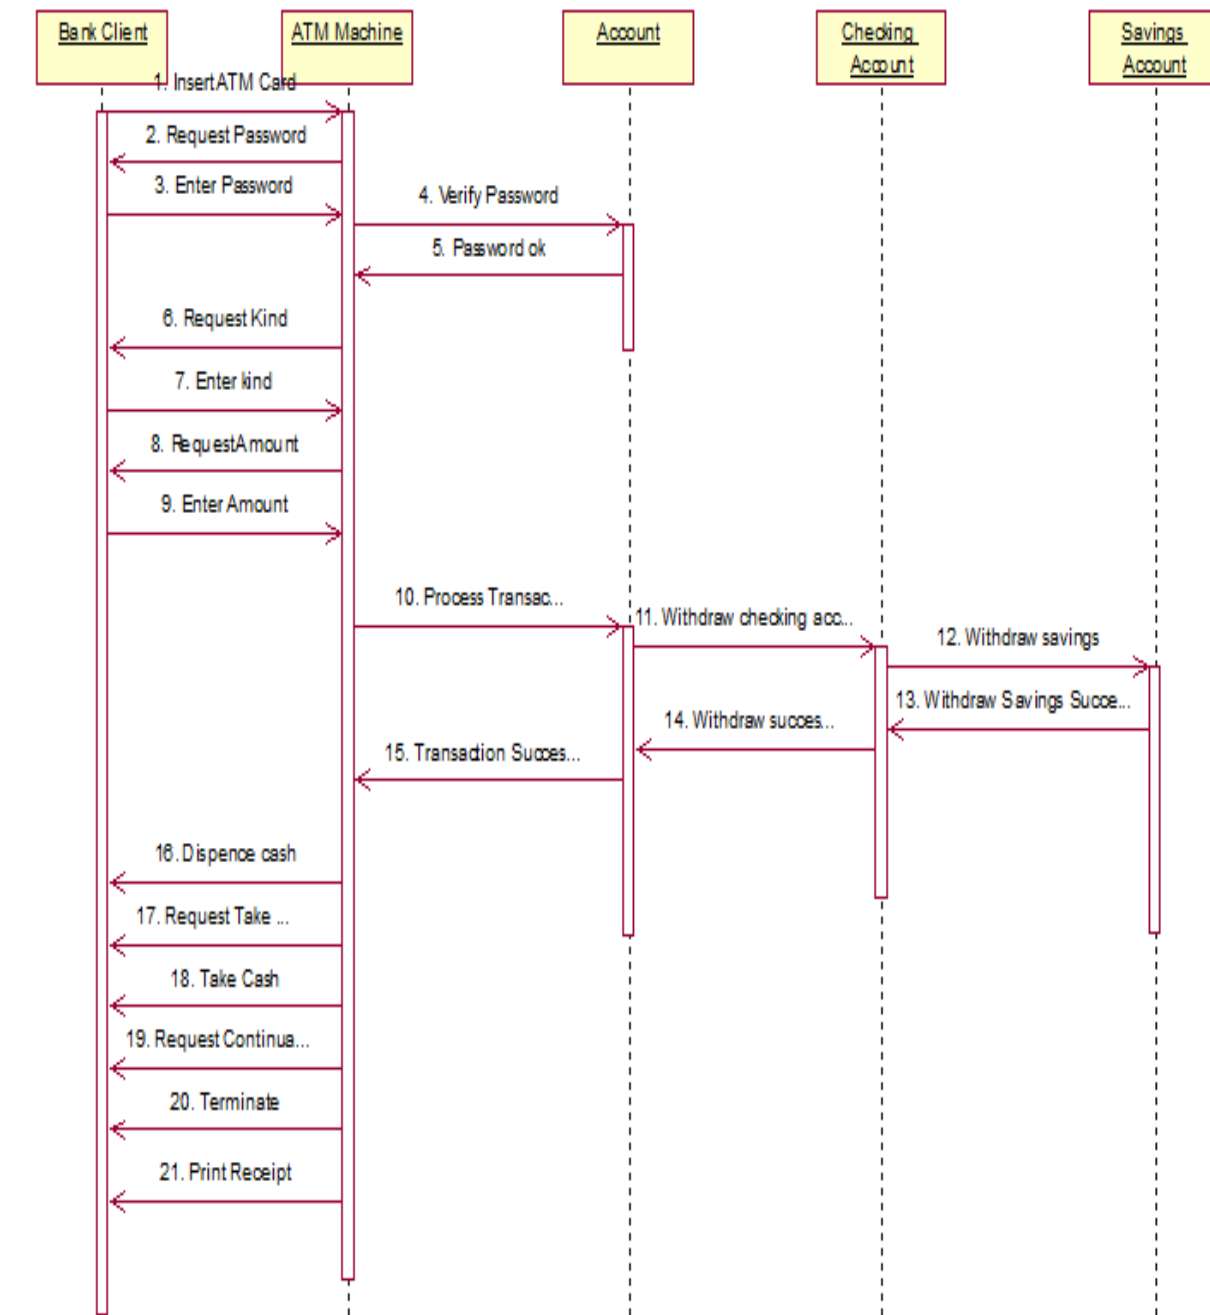 Bank Client
ATM Machine
Account
Checking
Account
Savings
Account
1. Insert ATM Card
2. Request Password
3. Enter Password
4. Verify Password
5. Password ok
6. Request Kind
7. Enter kind
8. Request Amount
9. Enter Amount
10. Process Transac...
11. Withdraw checking acc...
12. Withdraw savings
13. Withdraw Savings Succe...
14. Withdraw succes...
15. Transaction Succes...
16. Dispence cash
17. Request Take ...
18. Take Cash
19. Request Continua...
20. Terminate
21. Print Receipt